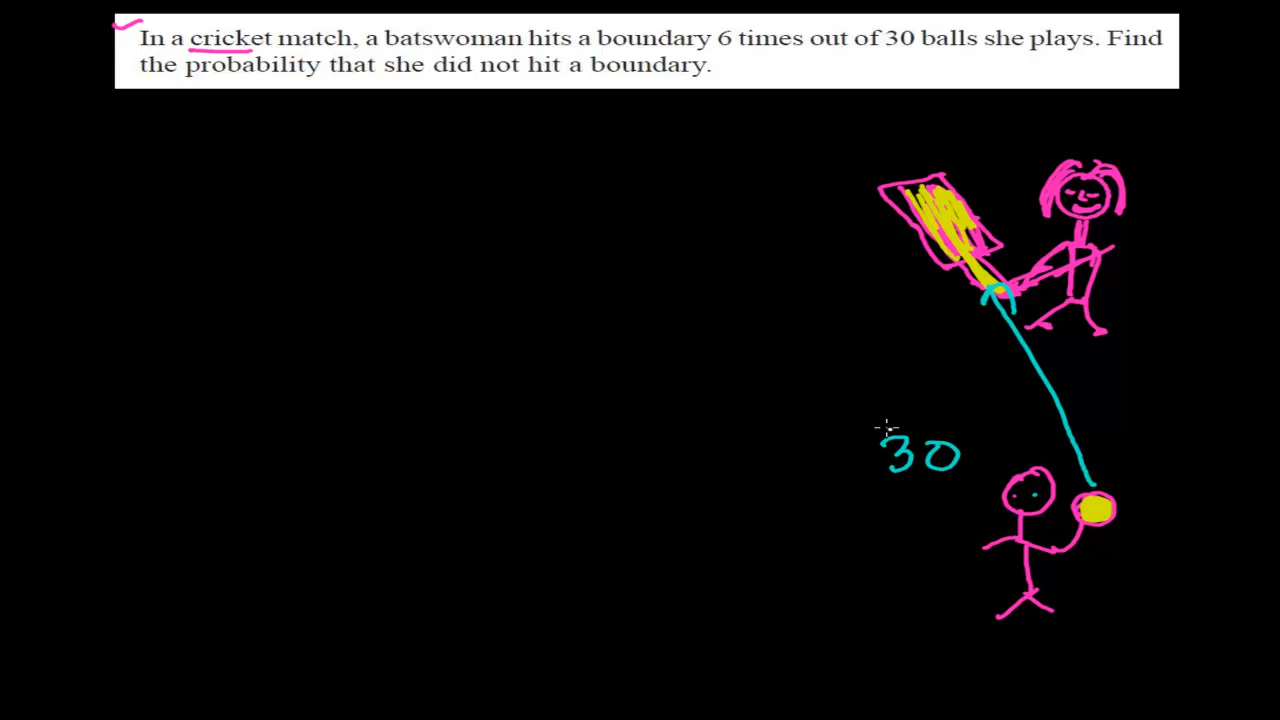 In a cricket match, a batswoman hits a boundary 6 times out of 30 balls she plays. Find
the probability that she did not hit a boundary.
30